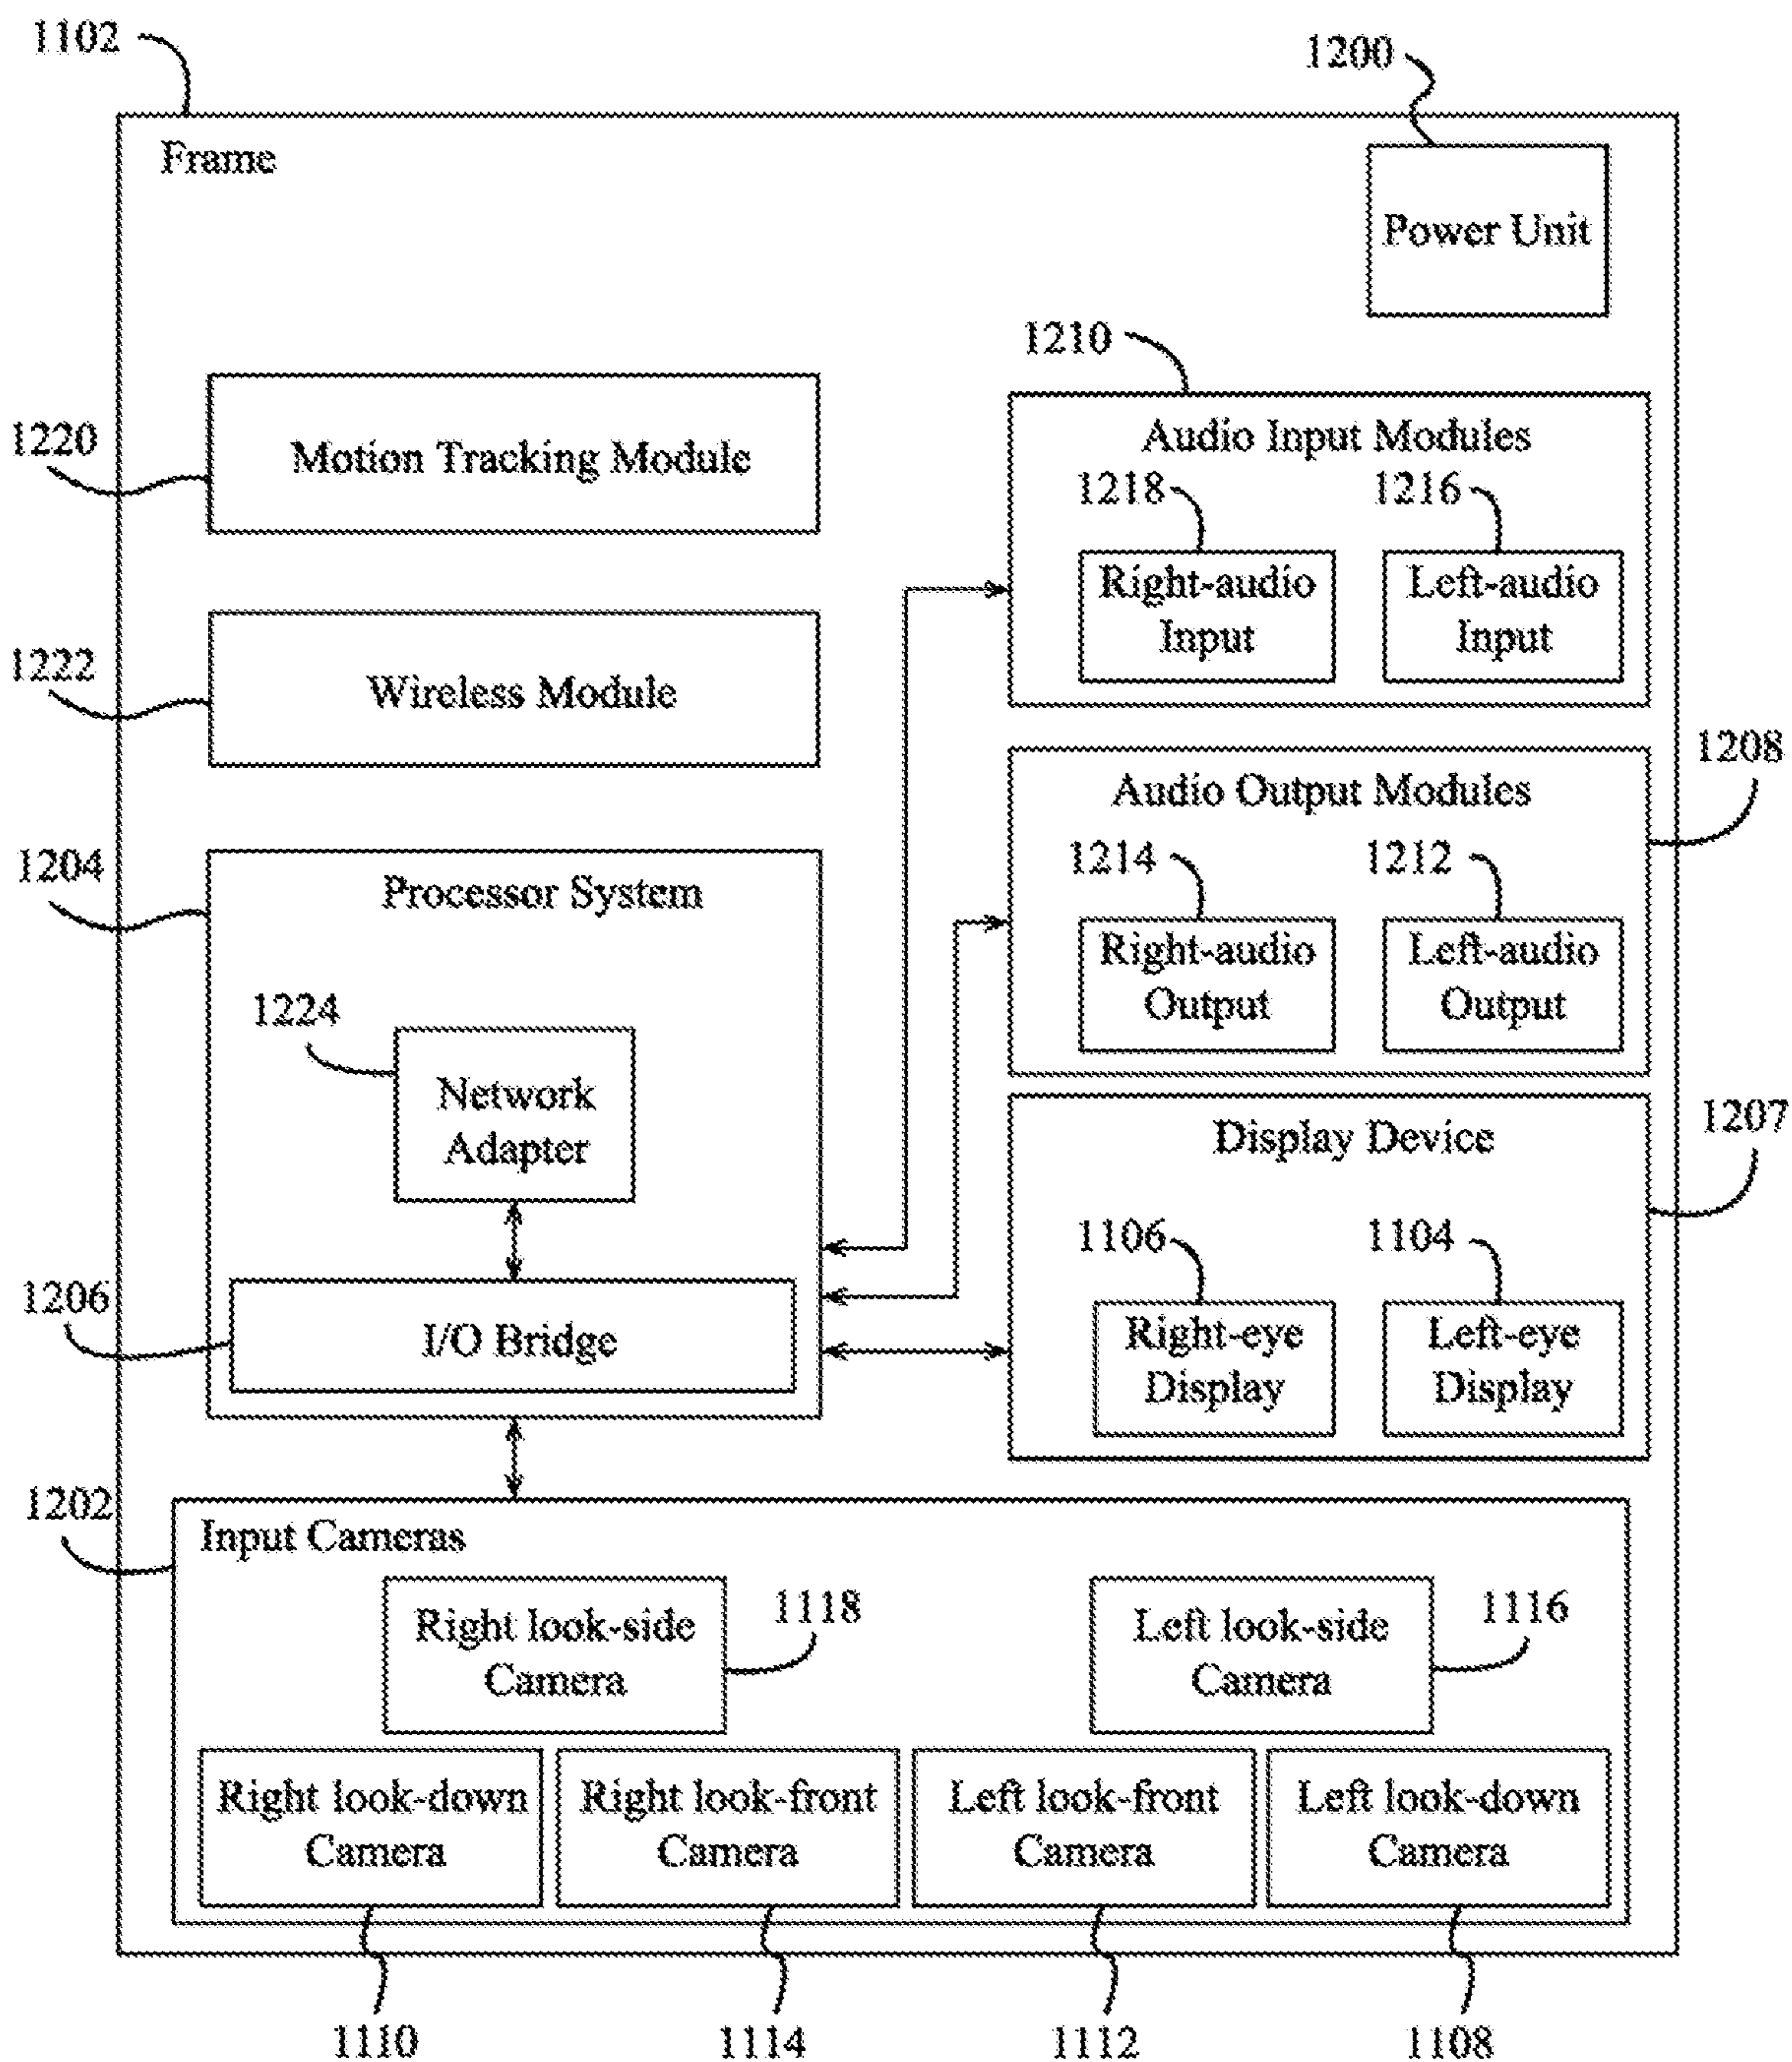 1102
1200
Frame
Power Unit
1210
1220
Motion Tracking Module
Audio Input Modules
1218
1216
Right-audio
Input
Left-audio
Input
1222
Wireless Module
1208
Audio Output Modules
1204
Processor System
1214
1212
Right-audio
Output
Left-audio
Output
1224
Network
Adapter
1207
Display Device
1106
1104
1206
I/O Bridge
Right-eye
Display
Left-eye
Display
1202
Input Cameras
Right look-side
Camera
1118
Left look-side
Camera
1116
Right look-down
Camera
Right look-front
Camera
Left look-front
Camera
Left look-down
Camera
1110
1114
1112
1108